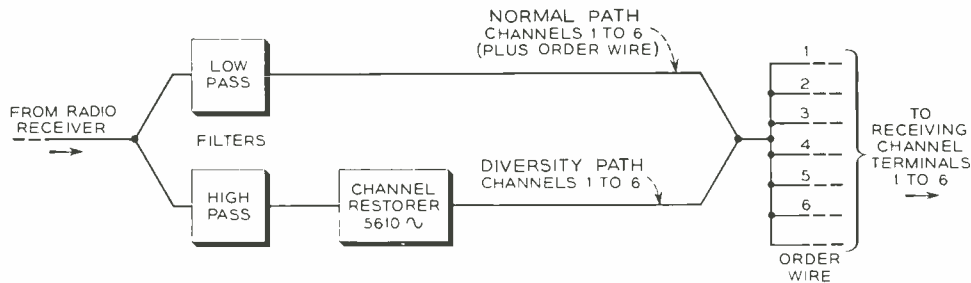 NORMAL PATH
CHANNELS 1 TO 6
(PLUS ORDER WIRE)
LOW
PASS
FROM RADIO
RECEIVER
FILTERS
HIGH
PASS
CHANNEL
RESTORER
5610 ∿
DIVERSITY PATH
CHANNELS 1 TO 6
1
2
3
4
5
6
ORDER
WIRE
TO
RECEIVING
CHANNEL
TERMINALS
1 TO 6